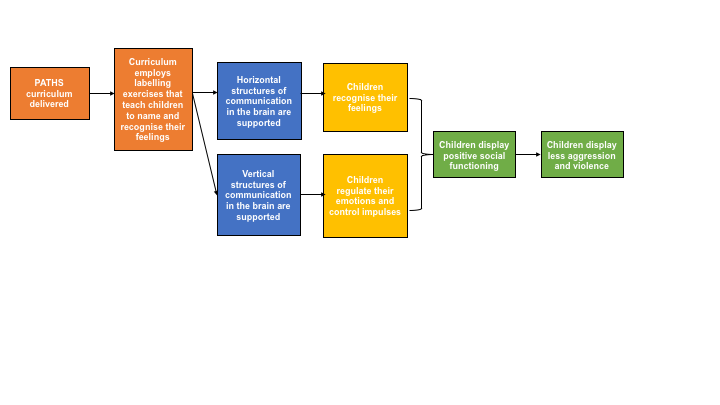 PATHS
curriculum
delivered
Curriculum
employs
labelling
exercises that
teach children
to name and
recognise their
feelings
Horizontal
structures of
communication
in the brain are
supported
Vertical
structures of
communication
in the brain are
supported
Children
recognise their
feelings
Children
regulate their
emotions and
control impulses
Children display
positive social
functioning
Children display
less aggression
and violence